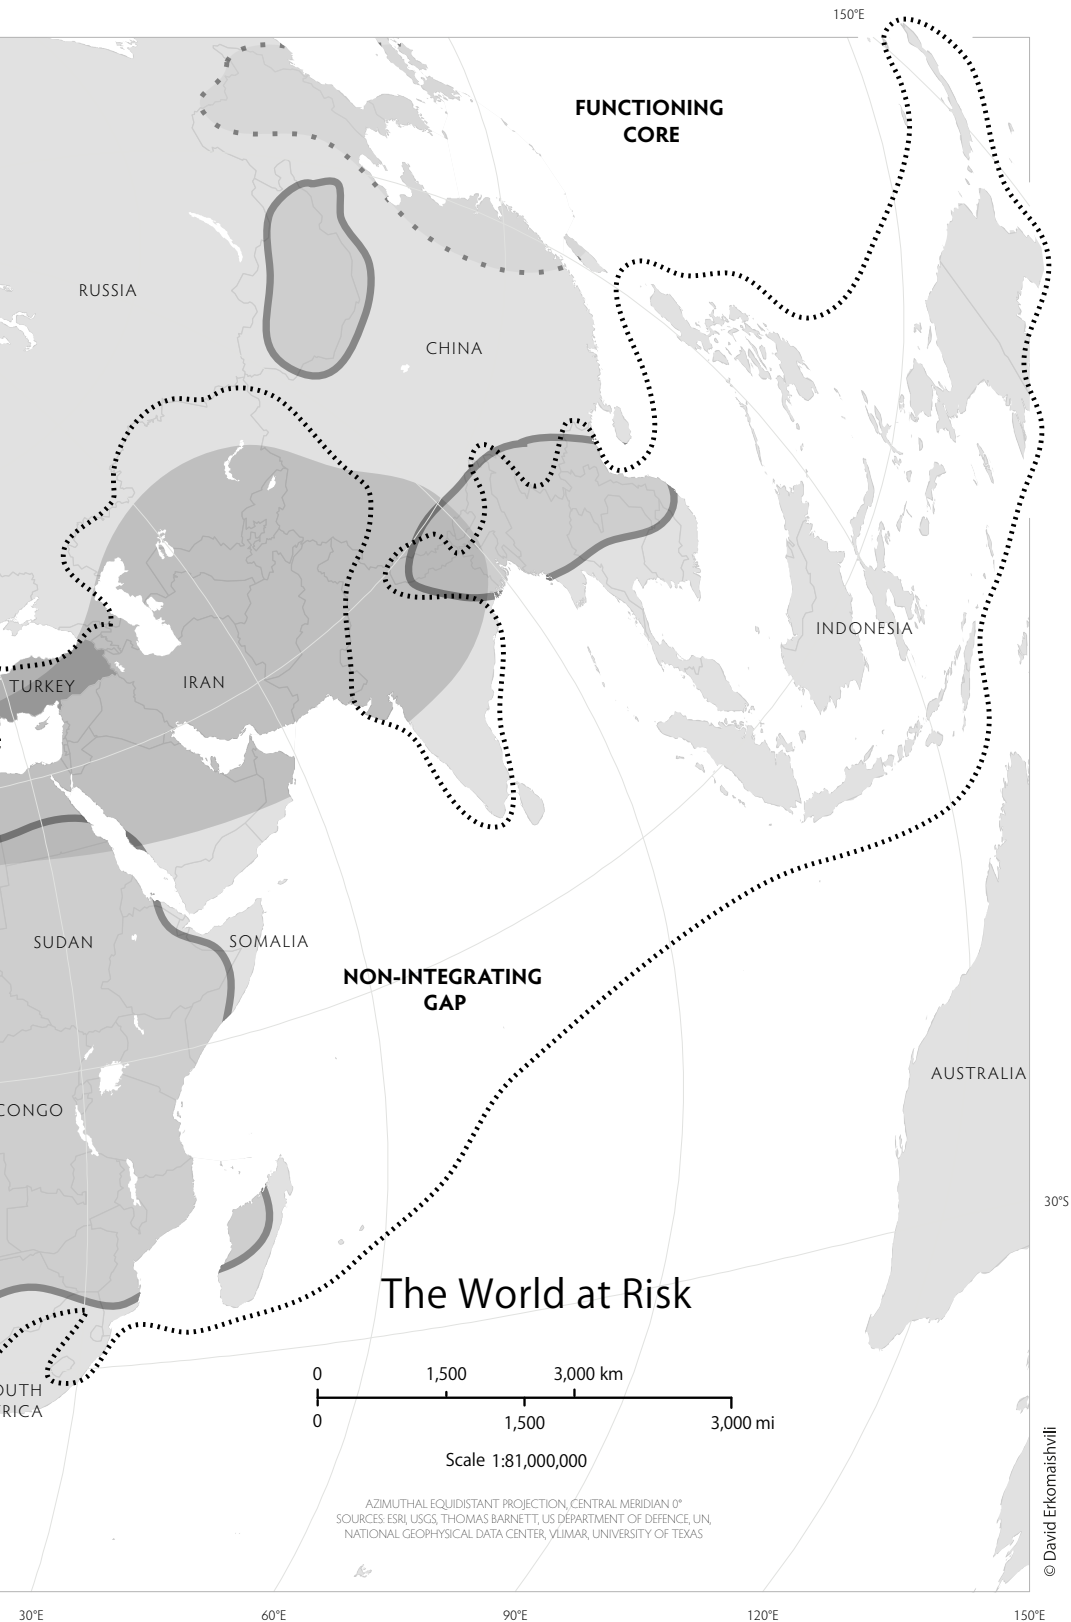 150°E
FUNCTIONING
CORE
RUSSIA
CHINA
INDONESIA
TURKEY
IRAN
SUDAN
SOMALIA
NON-INTEGRATING
GAP
AUSTRALIA
CONGO
30°S
The World at Risk
0 1,500 3,000 km
0 1,500 3,000 mi
OUTH
RICA
Scale 1:81,000,000
AZIMUTHAL EQUIDISTANT PROJECTION, CENTRAL MERIDIAN 0°
SOURCES: ESRI, USGS, THOMAS BARNETT, US DEPARTMENT OF DEFENCE, UN,
NATIONAL GEOPHYSICAL DATA CENTER, VLIMAR, UNIVERSITY OF TEXAS
© David Erkomaishvili
30°E 60°E 90°E 120°E 150°E